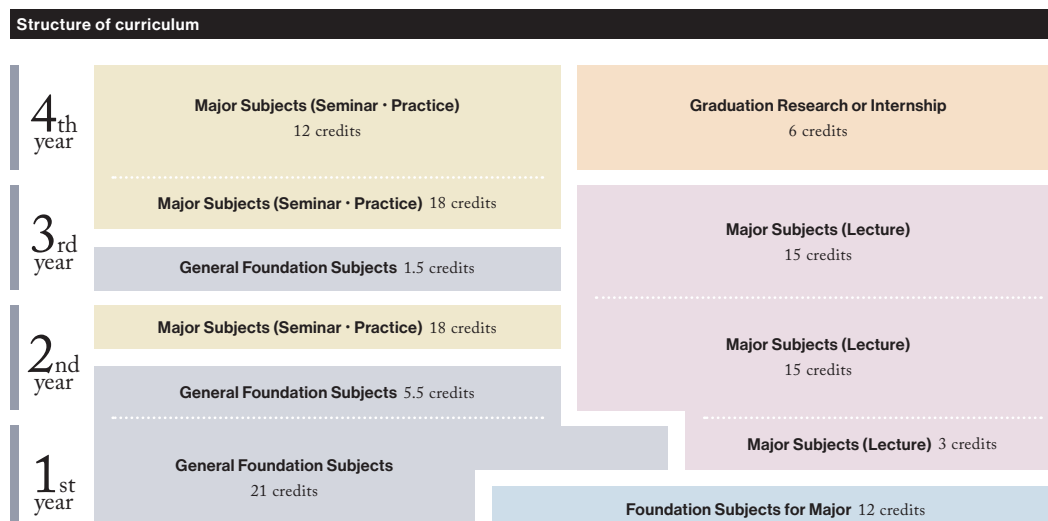 Structure of curriculum
4th
year
Major Subjects (Seminar・Practice)
12 credits
Graduation Research or Internship
6 credits
3rd
year
Major Subjects (Seminar・Practice) 18 credits
General Foundation Subjects 1.5 credits
Major Subjects (Lecture)
15 credits
2nd
year
Major Subjects (Seminar・Practice) 18 credits
General Foundation Subjects 5.5 credits
Major Subjects (Lecture)
15 credits
1st
year
General Foundation Subjects
21 credits
Major Subjects (Lecture) 3 credits
Foundation Subjects for Major 12 credits